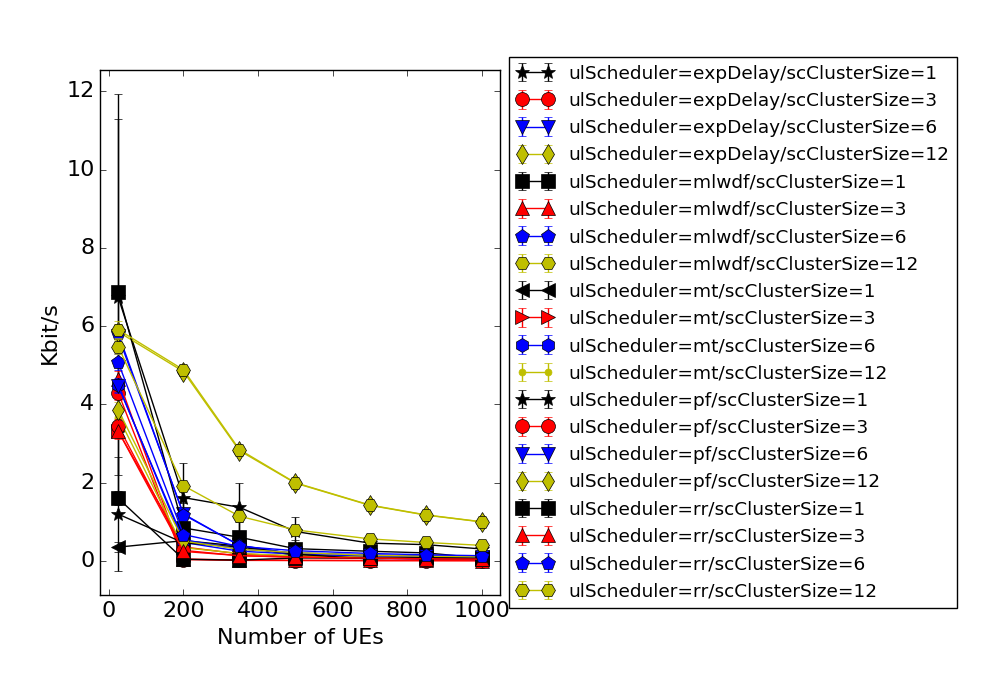 12
10
8
6
4
2
0
Kbit/s
0 200 400 600 800 1000
Number of UEs
ulScheduler=expDelay/scClusterSize=1
ulScheduler=expDelay/scClusterSize=3
ulScheduler=expDelay/scClusterSize=6
ulScheduler=expDelay/scClusterSize=12
ulScheduler=mlwdf/scClusterSize=1
ulScheduler=mlwdf/scClusterSize=3
ulScheduler=mlwdf/scClusterSize=6
ulScheduler=mlwdf/scClusterSize=12
ulScheduler=mt/scClusterSize=1
ulScheduler=mt/scClusterSize=3
ulScheduler=mt/scClusterSize=6
ulScheduler=mt/scClusterSize=12
ulScheduler=pf/scClusterSize=1
ulScheduler=pf/scClusterSize=3
ulScheduler=pf/scClusterSize=6
ulScheduler=pf/scClusterSize=12
ulScheduler=rr/scClusterSize=1
ulScheduler=rr/scClusterSize=3
ulScheduler=rr/scClusterSize=6
ulScheduler=rr/scClusterSize=12